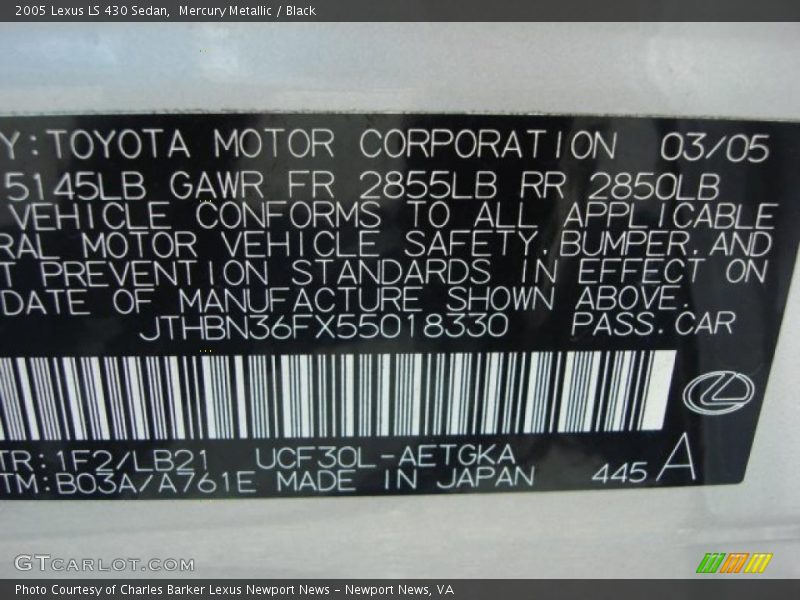 2005 Lexus LS 430 Sedan, Mercury Metallic / Black
Y: TOYOTA MOTOR CORPORATION 03/05
5145LB GAWR FR 2855LB RR 2850LB
VEHICLE CONFORMS TO ALL APPLICABLE
RAL MOTOR VEHICLE SAFETY, BUMPER, AND
T PREVENTION STANDARDS IN EFFECT ON
DATE OF MANUFACTURE SHOWN ABOVE.
JTHBN36FX55018330 PASS. CAR
TR: 1F2/LB21 UCF30L-AETGKA
TM: B03A/A761E MADE IN JAPAN 445 A
GTCARLOT.COM
Photo Courtesy of Charles Barker Lexus Newport News - Newport News, VA